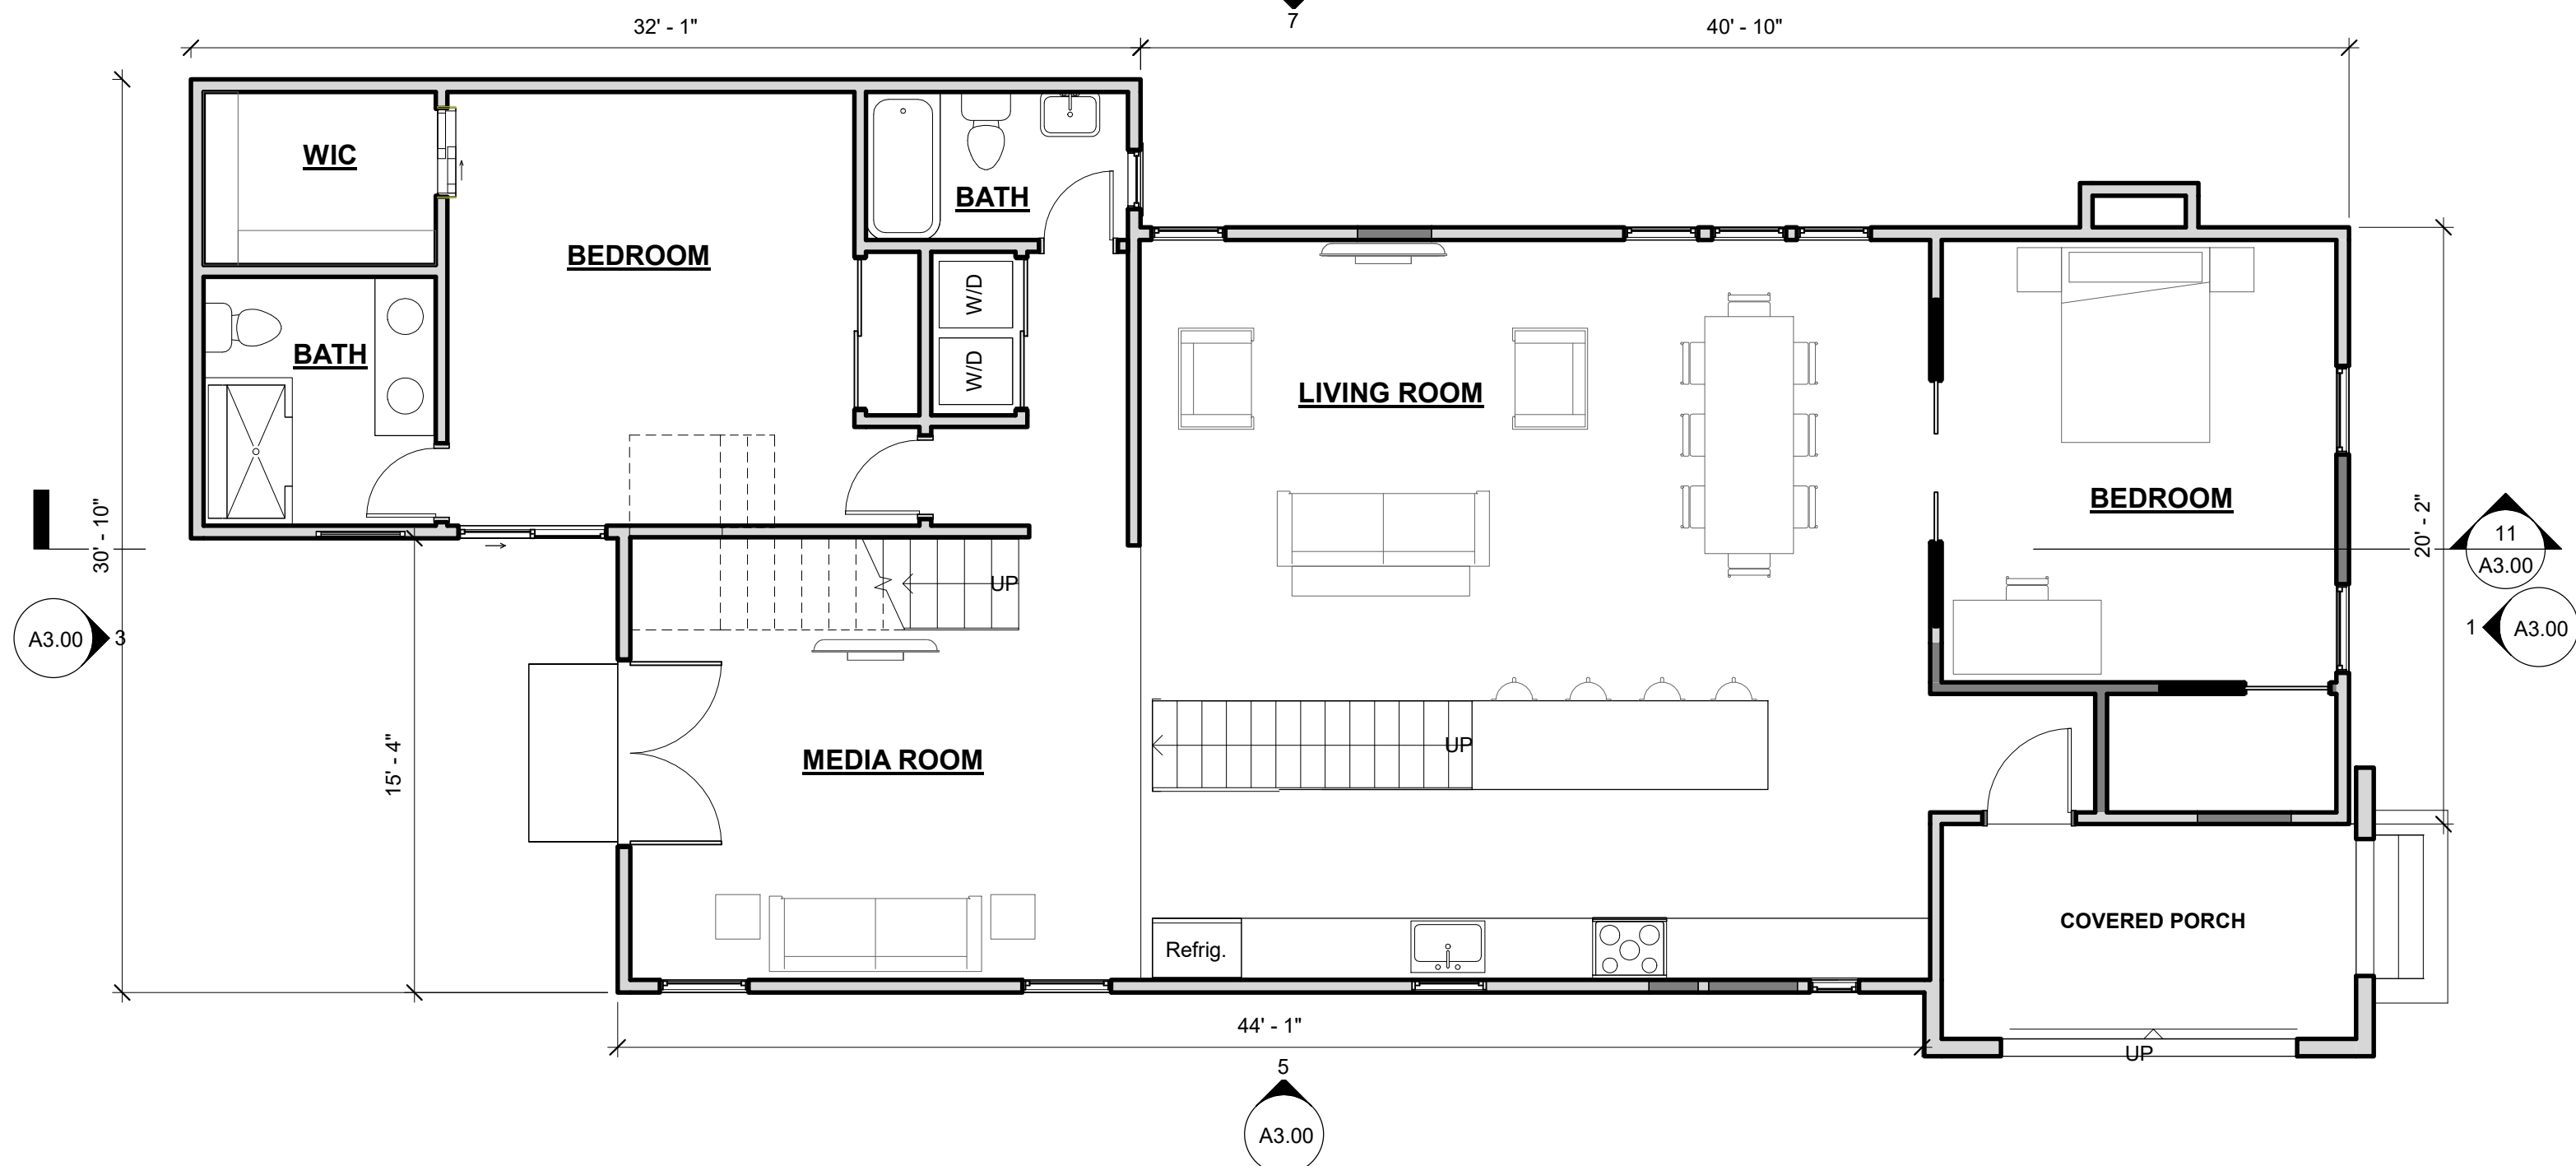 7
32' - 1"
40' - 10"
WIC
BATH
BEDROOM
W/D
BATH
W/D
LIVING ROOM
BEDROOM
30' - 10"
20' - 2"
11
A3.00
UP
A3.00
3
1
A3.00
15' - 4"
MEDIA ROOM
UP
COVERED PORCH
Refrig.
44' - 1"
UP
5
A3.00